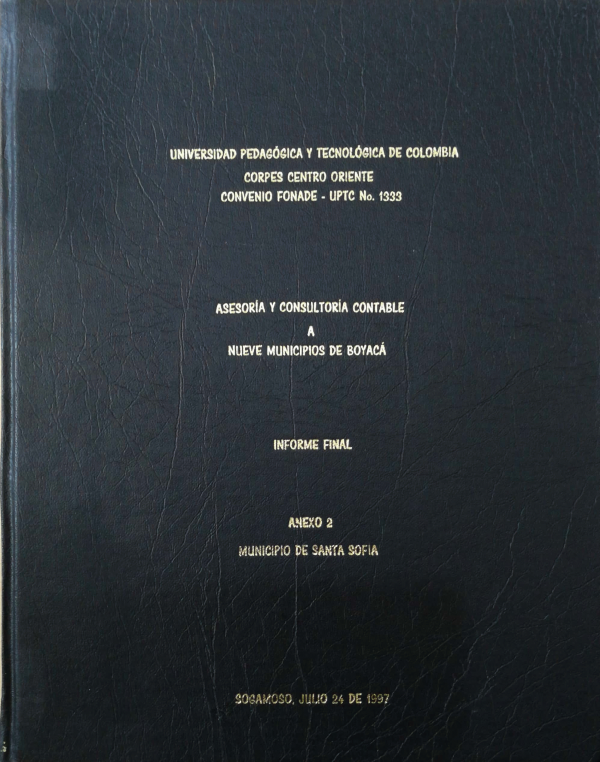 UNIVERSIDAD PEDAGÓGICA Y TECNOLÓGICA DE COLOMBIA
CORPES CENTRO ORIENTE
CONVENIO FONADE - UPTC No. 1333
ASESORÍA Y CONSULTORÍA CONTABLE
A
NUEVE MUNICIPIOS DE BOYACÁ
INFORME FINAL
ANEXO 2
MUNICIPIO DE SANTA SOFIA
SOGAMOSO, JULIO 24 DE 1997